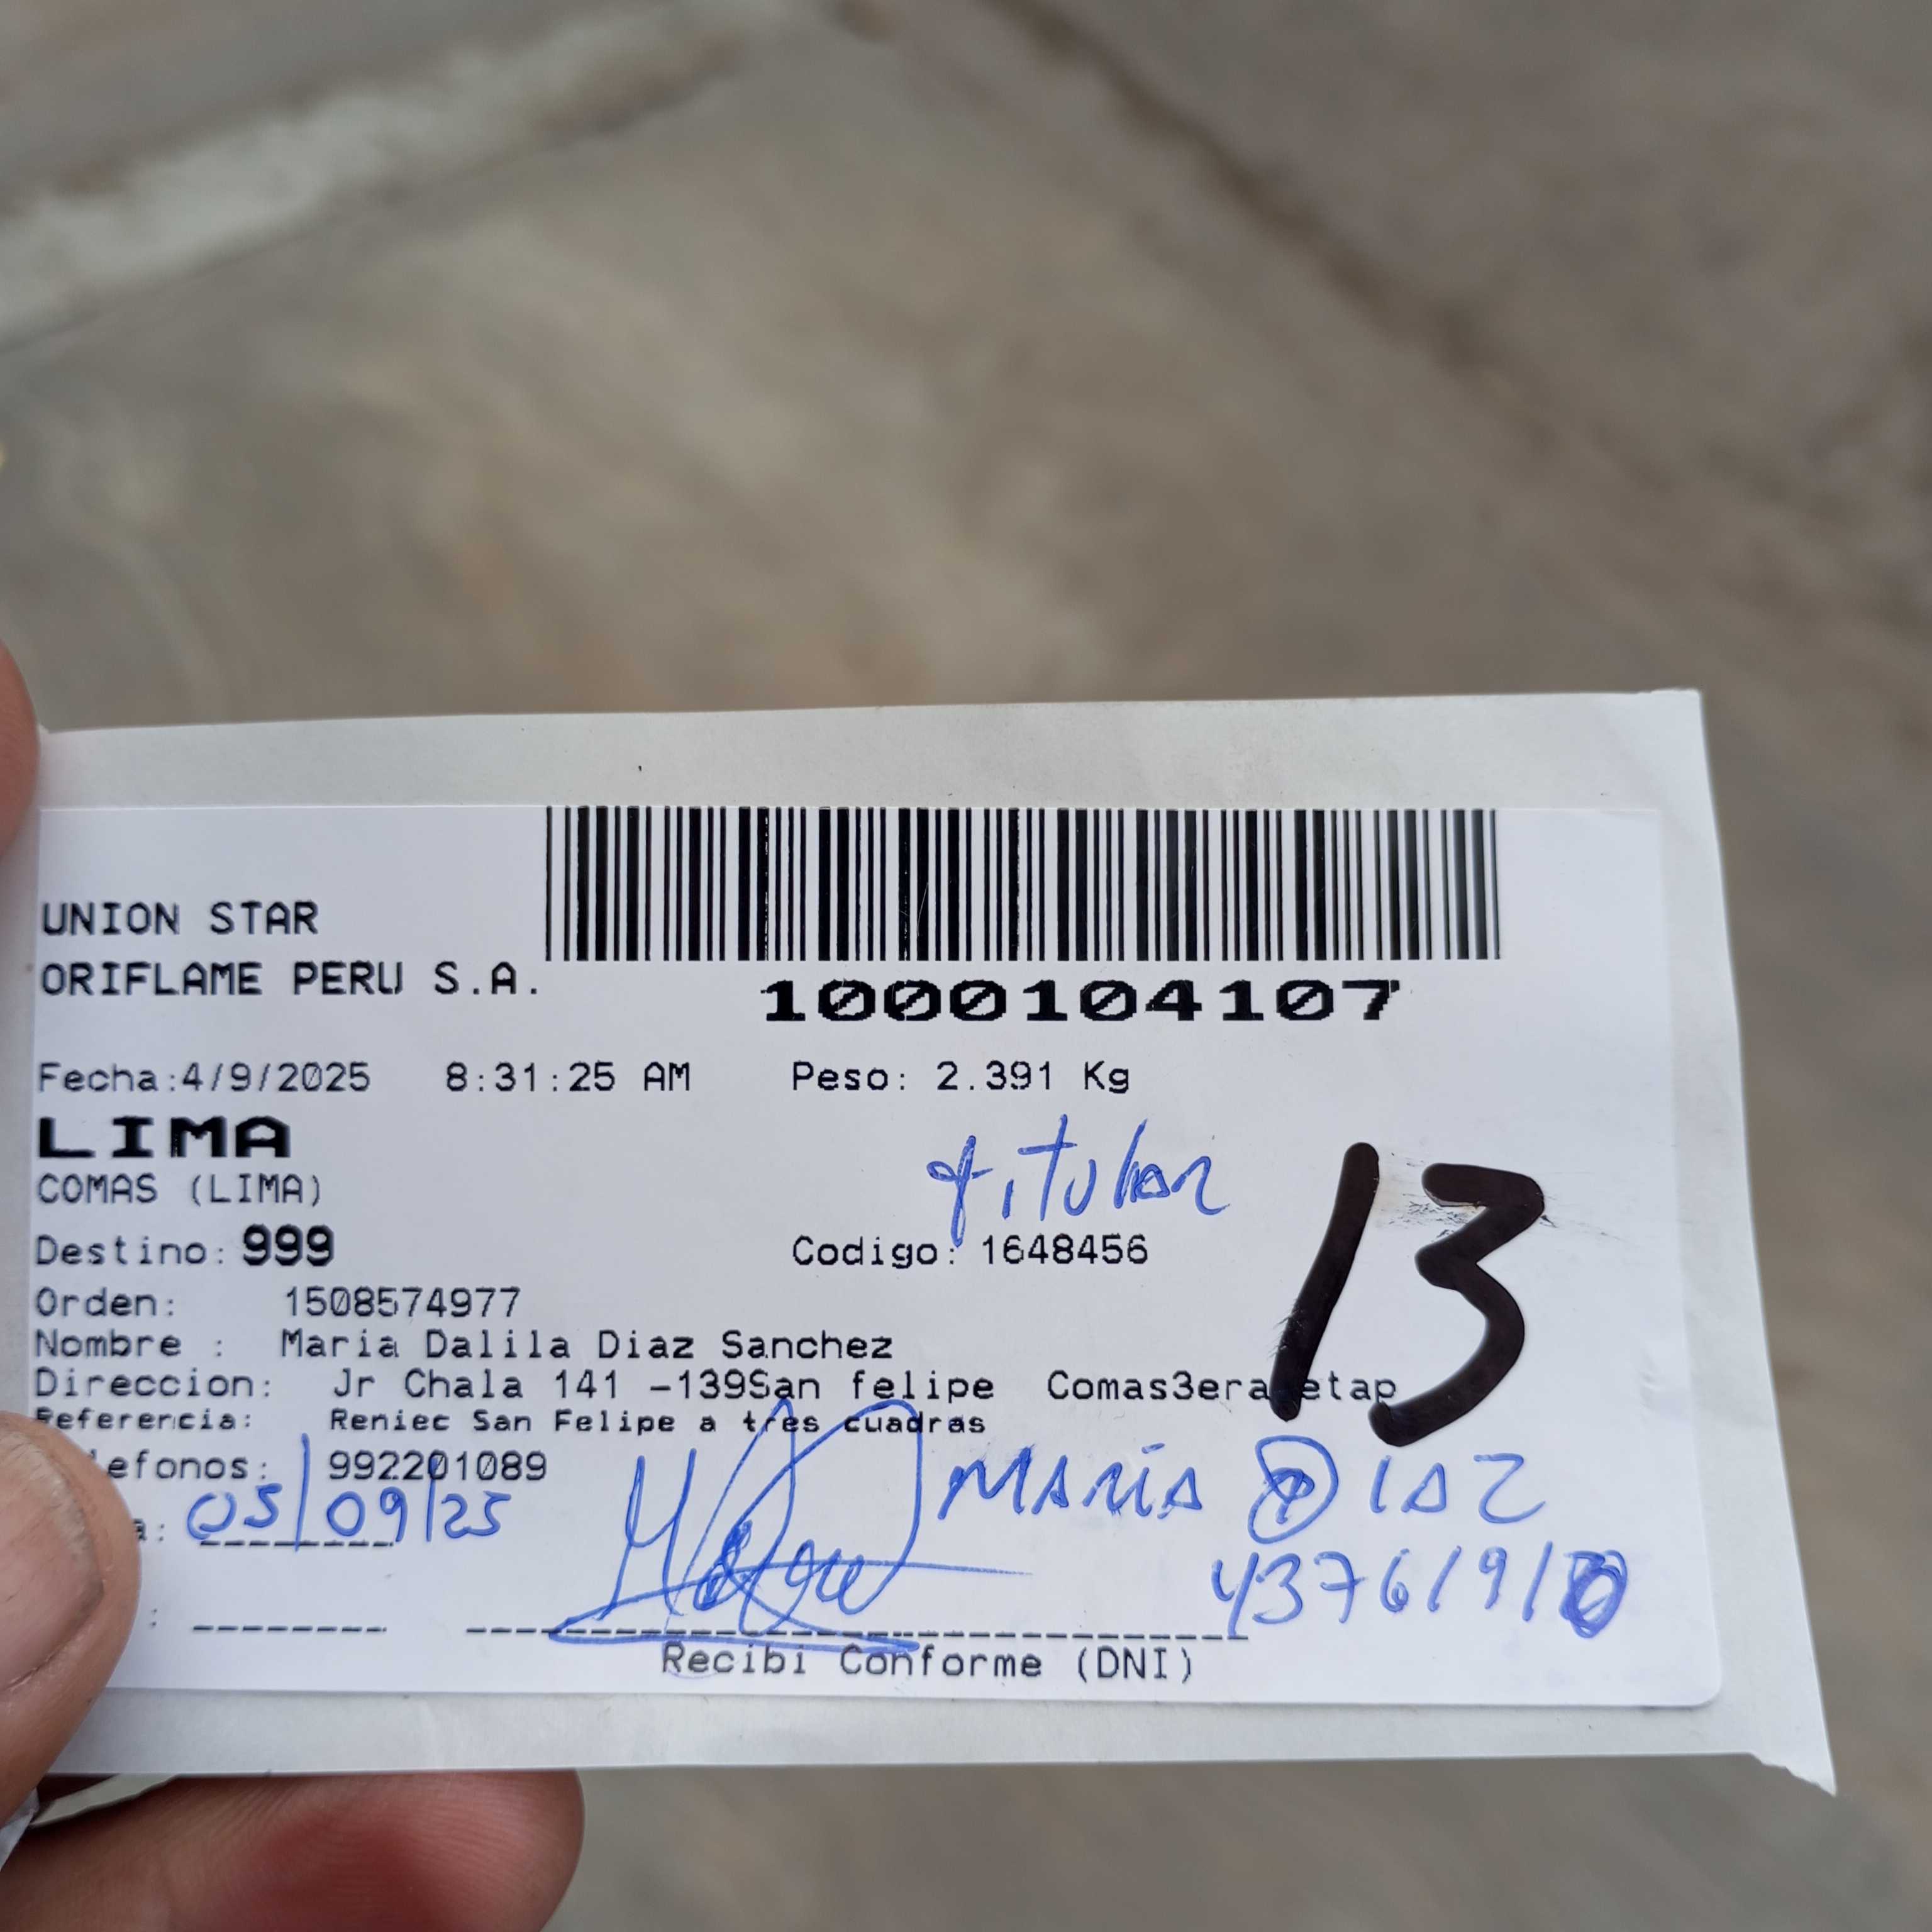 UNION STAR
ORIFLAME PERU S.A.
1000104107
Fecha:4/9/2025 8:31:25 AM Peso: 2.391 Kg
LIMA
COMAS (LIMA)
titular
13
Destino: 999 Codigo: 1648456
Orden: 1508574977
Nombre : Maria Dalila Diaz Sanchez
Direccion: Jr Chala 141 -139San felipe Comas3era etap
Referencia: Reniec San Felipe a tres cuadras
efonos: 992201089
MARÍA DIAZ
a: 05/09/25
: 
Recibi Conforme (DNI)